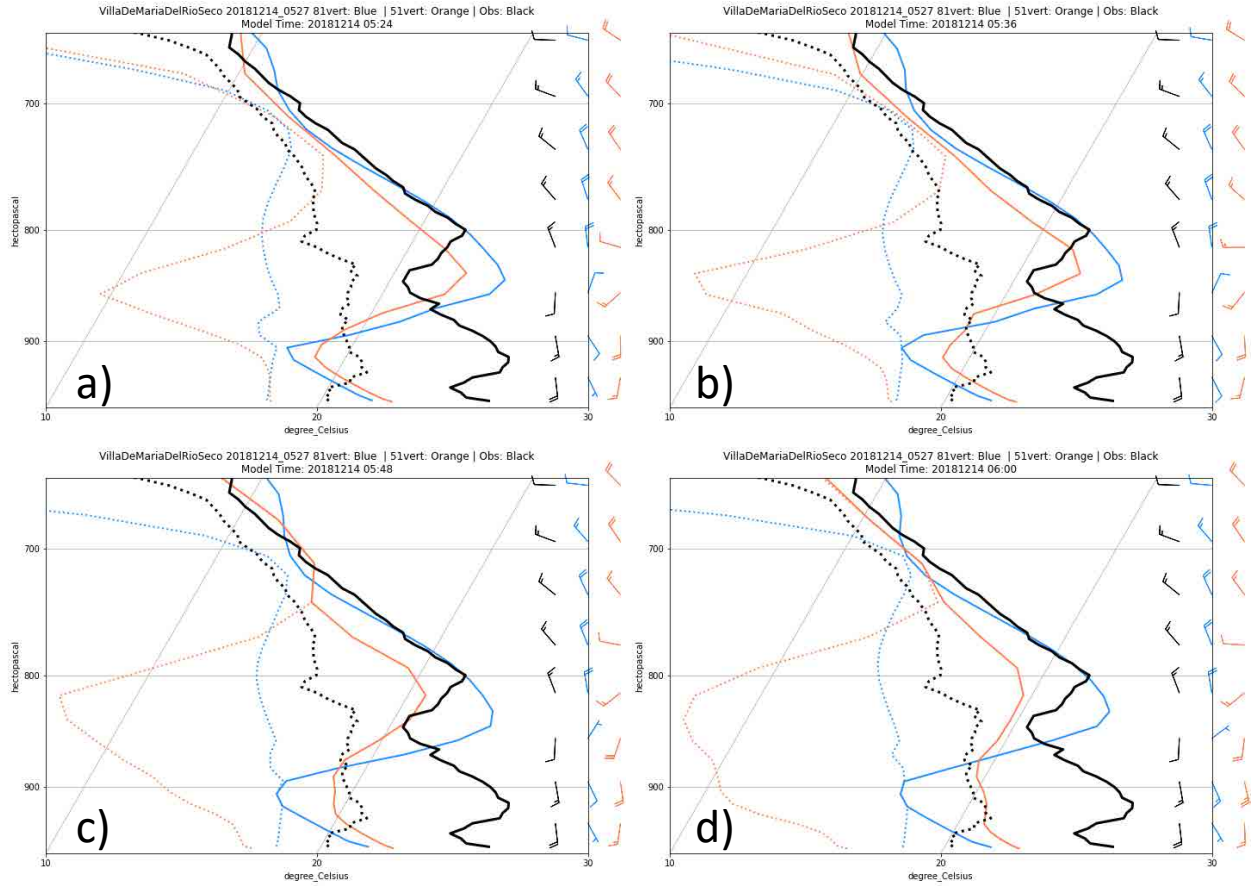 VillaDeMariaDelRioSeco 20181214_0527 81vert: Blue | 51vert: Orange | Obs: Black
Model Time: 20181214 05:24
700
800
900
hectopascal
a)
10
20
30
degree_Celsius
VillaDeMariaDelRioSeco 20181214_0527 81vert: Blue | 51vert: Orange | Obs: Black
Model Time: 20181214 05:36
700
800
900
hectopascal
b)
10
20
30
degree_Celsius
VillaDeMariaDelRioSeco 20181214_0527 81vert: Blue | 51vert: Orange | Obs: Black
Model Time: 20181214 05:48
700
800
900
hectopascal
c)
10
20
30
degree_Celsius
VillaDeMariaDelRioSeco 20181214_0527 81vert: Blue | 51vert: Orange | Obs: Black
Model Time: 20181214 06:00
700
800
900
hectopascal
d)
10
20
30
degree_Celsius